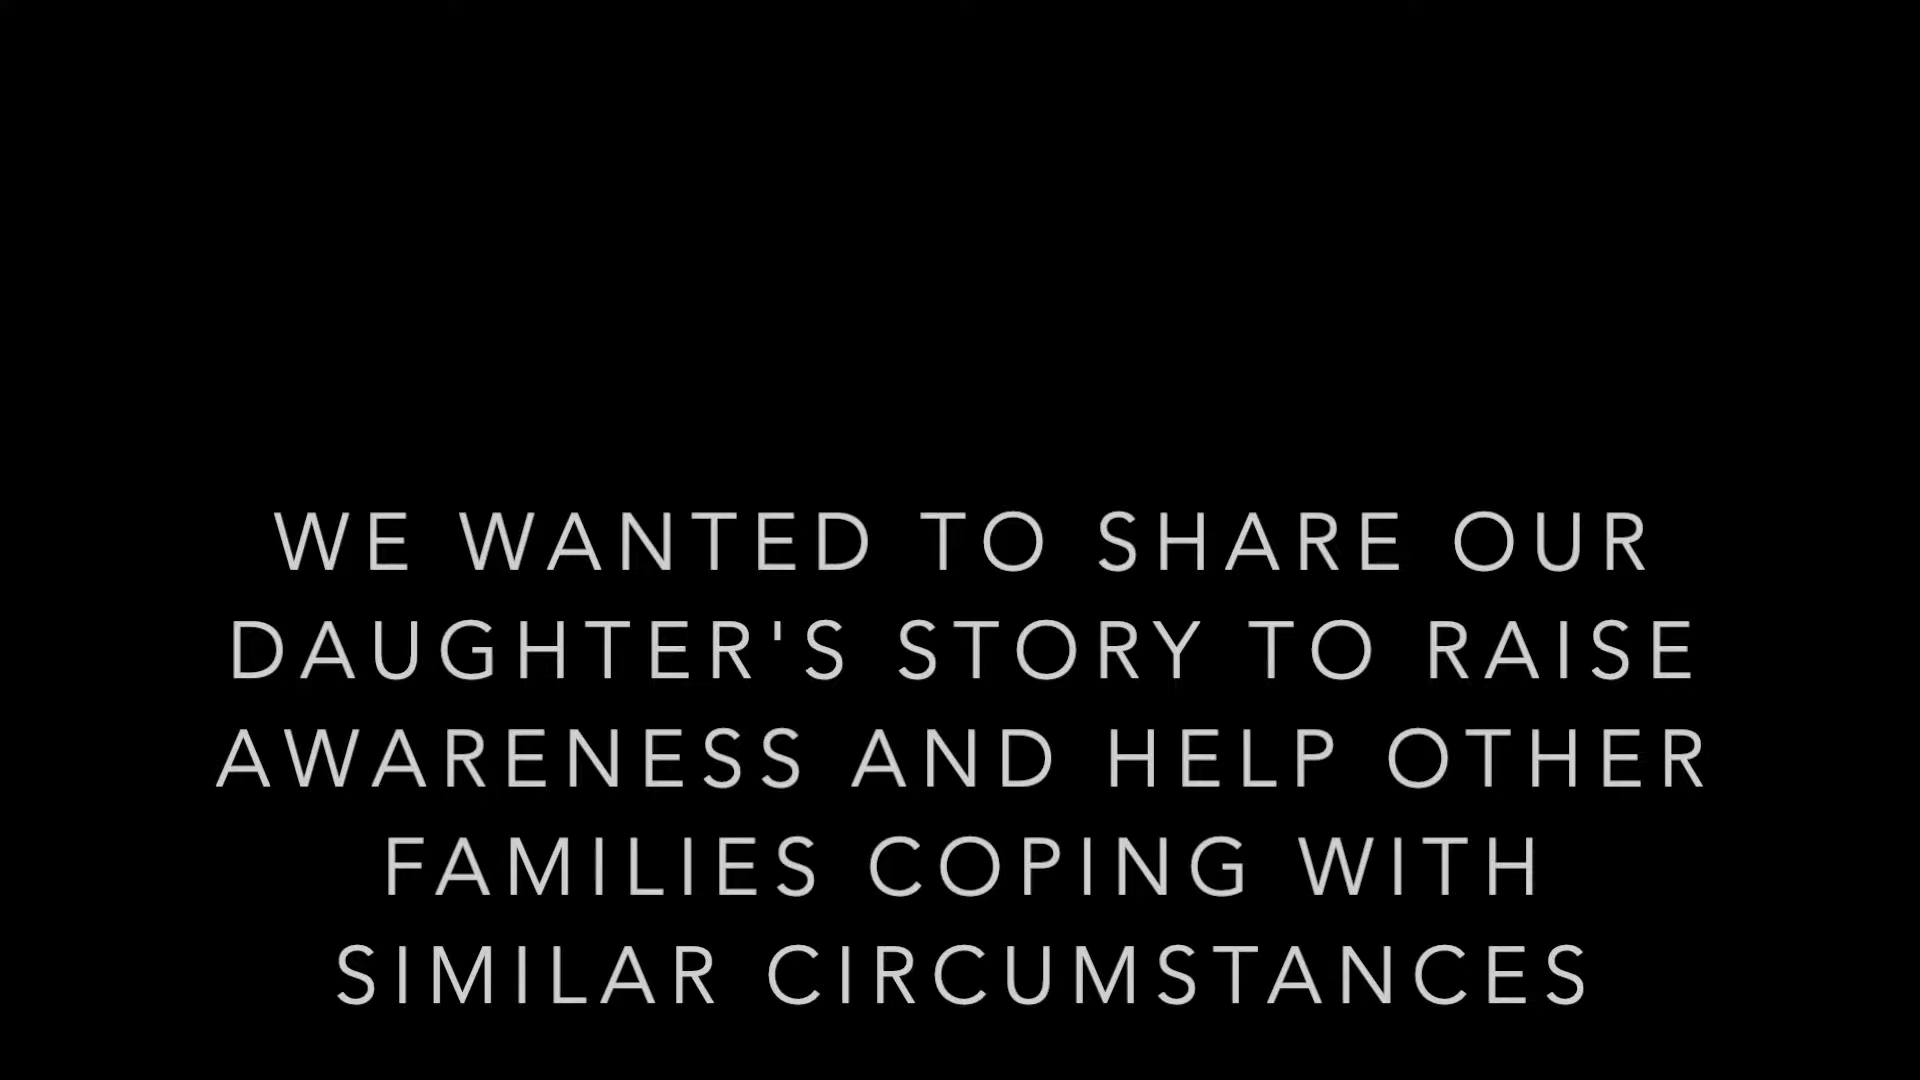 WE WANTED TO SHARE OUR
DAUGHTER'S STORY TO RAISE
AWARENESS AND HELP OTHER
FAMILIES COPING WITH
SIMILAR CIRCUMSTANCES